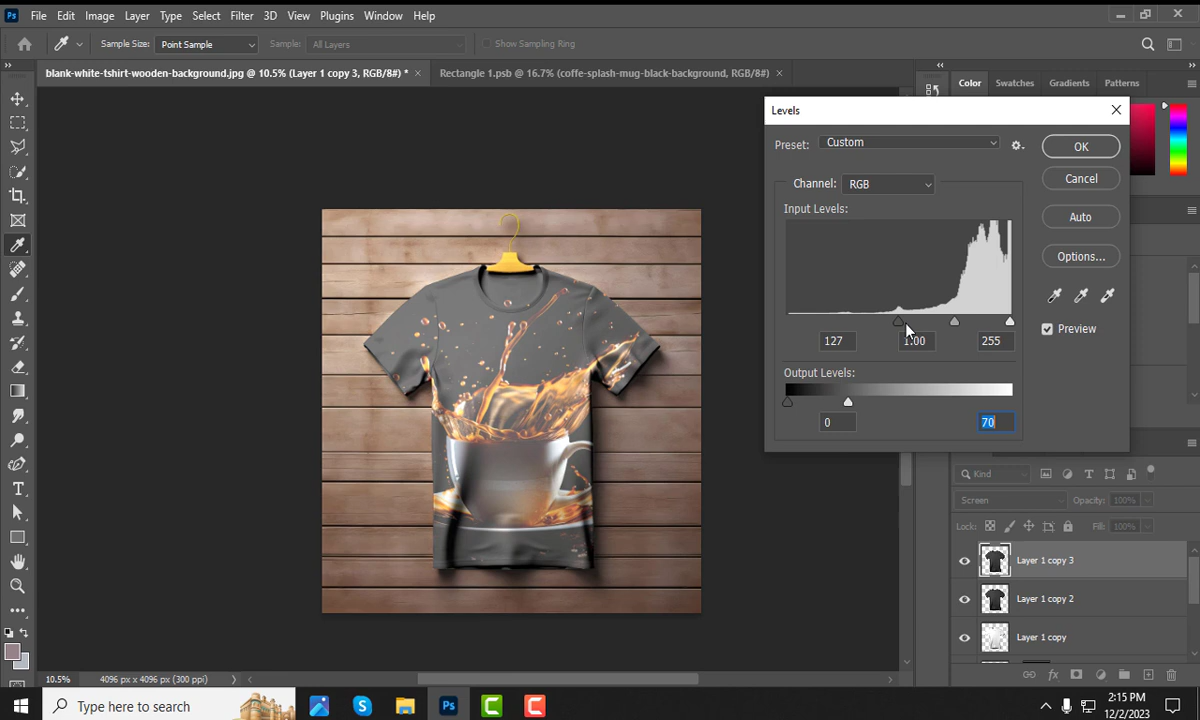 Ps File Edit Image Layer Type Select Filter 3D View Plugins Window Help
Sample Size: Point Sample Sample: All Layers Show Sampling Ring
blank-white-tshirt-wooden-background.jpg @ 10.5% (Layer 1 copy 3, RGB/8#) * × Rectangle 1.psb @ 16.7% (coffe-splash-mug-black-background, RGB/8#) ×
Color Swatches Gradients Patterns
Levels
Preset: Custom OK
Channel: RGB Cancel
Input Levels:
Auto
Options...
Preview
127 1.00 255
Output Levels:
0 70
Kind
Screen Opacity: 100%
Lock: Fill: 100%
Layer 1 copy 3
Layer 1 copy 2
Layer 1 copy
fx
10.5% 4096 px x 4096 px (300 ppi)
Type here to search
Ps
2:15 PM
12/2/2023